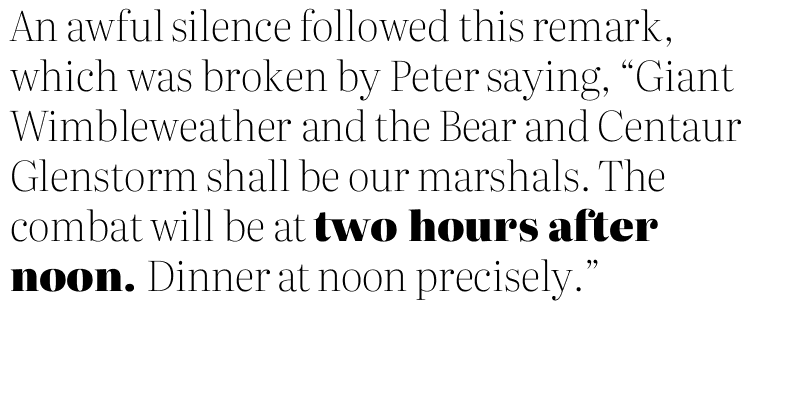 An awful silence followed this remark,
which was broken by Peter saying, “Giant
Wimbleweather and the Bear and Centaur
Glenstorm shall be our marshals. The
combat will be at two hours after
noon. Dinner at noon precisely.”